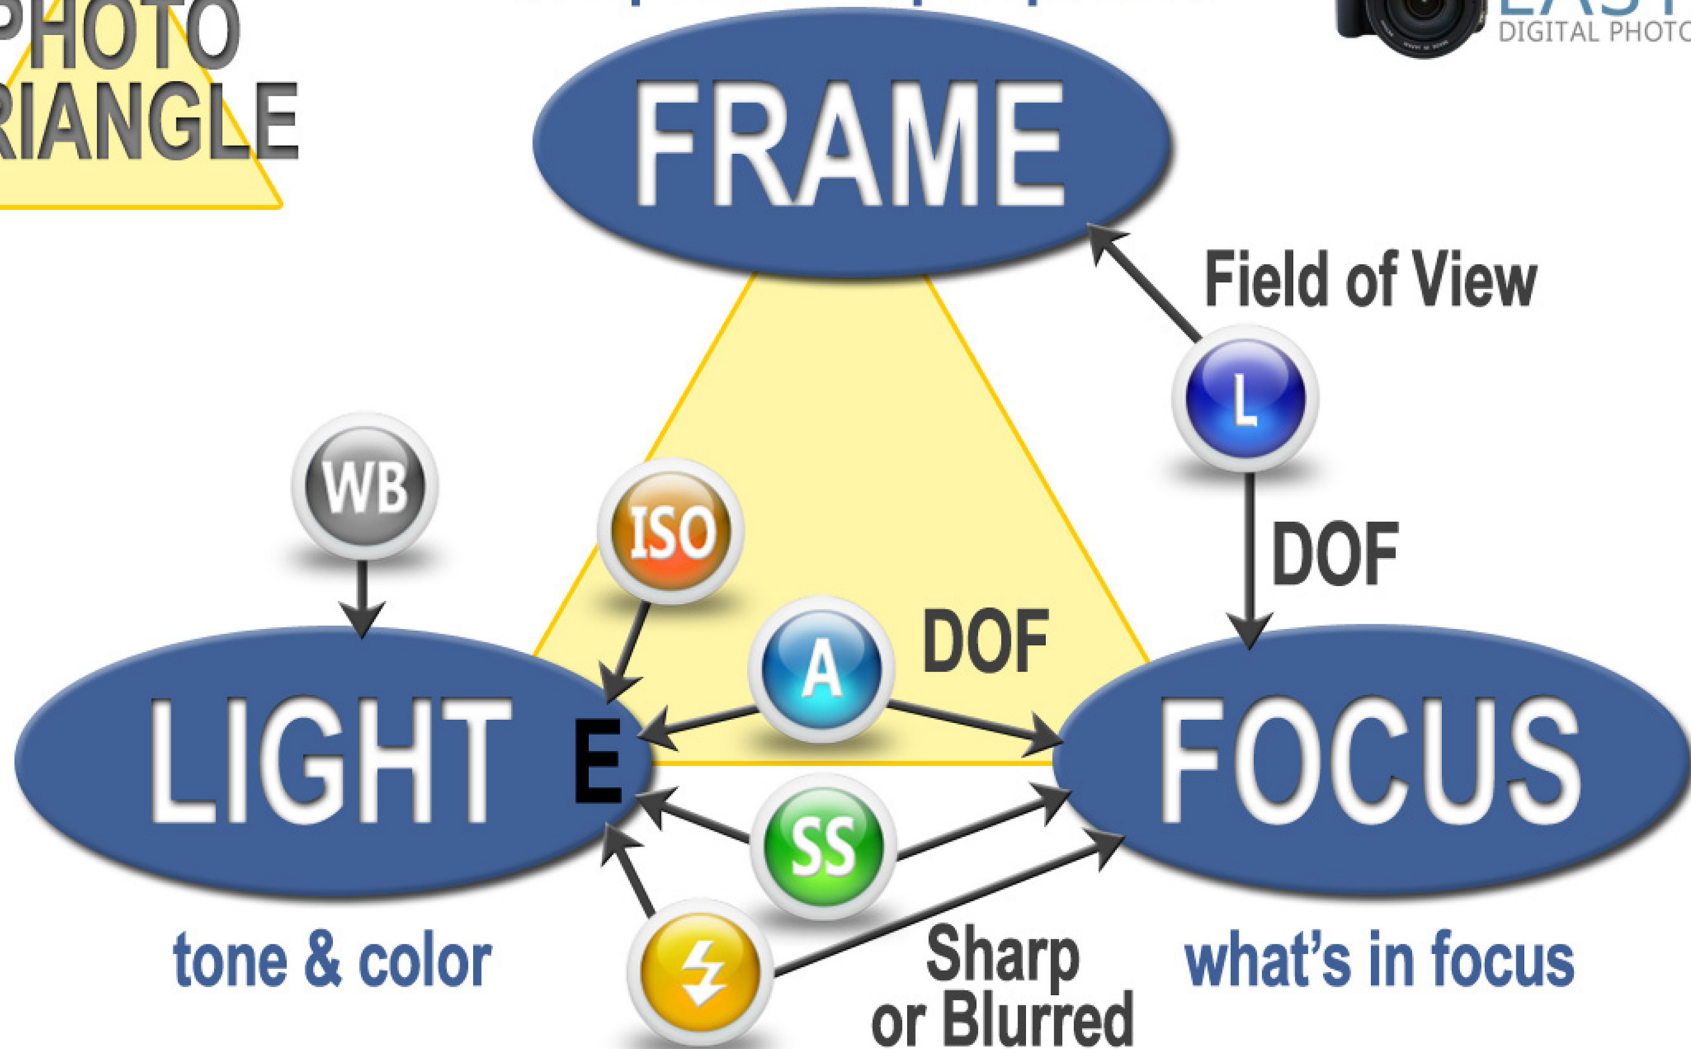 PHOTO
RIANGLE
DIGITAL PHOTO
FRAME
Field of View
L
WB
ISO
DOF
A
DOF
LIGHT E
FOCUS
SS
tone & color
Sharp
or Blurred
what's in focus